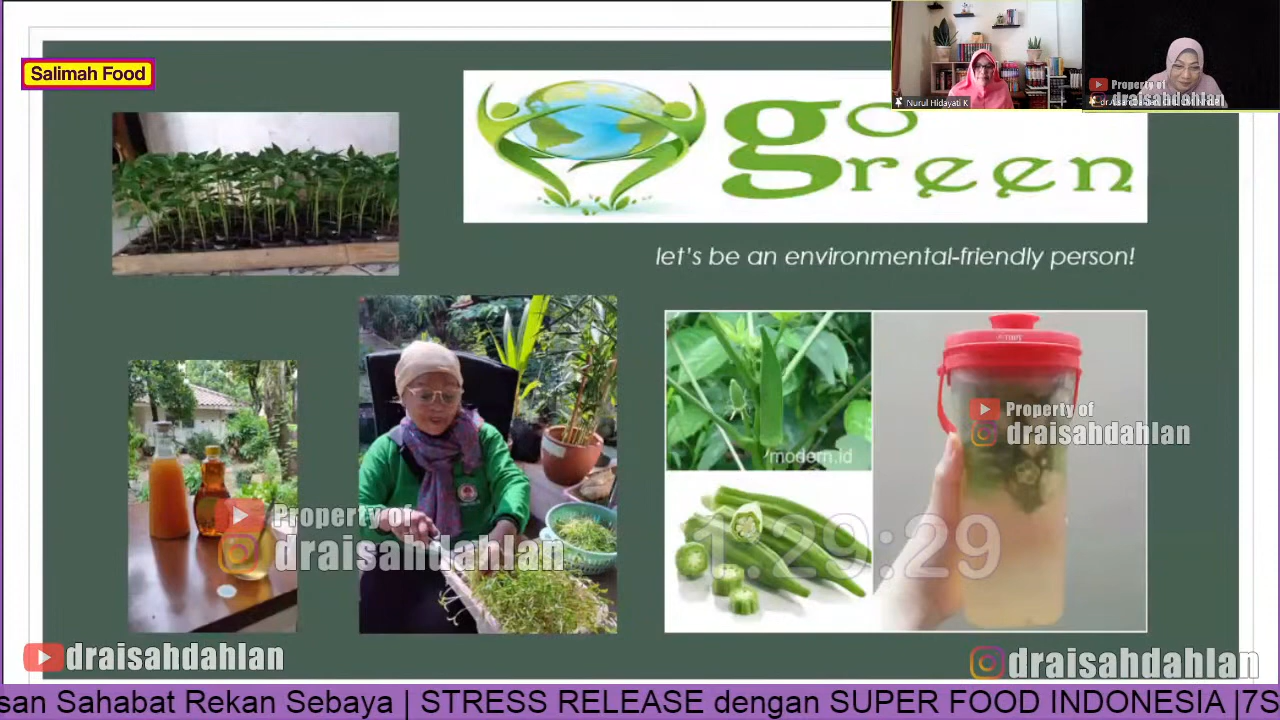 Salimah Food
Nurul Hidayati K
Property of
draisahdahlan
go
green
let's be an environmental-friendly person!
modern.id
Property of
draisahdahlan
Property of
draisahdahlan
1:29:29
draisahdahlan
draisahdahlan
san Sahabat Rekan Sebaya | STRESS RELEASE dengan SUPER FOOD INDONESIA |7S